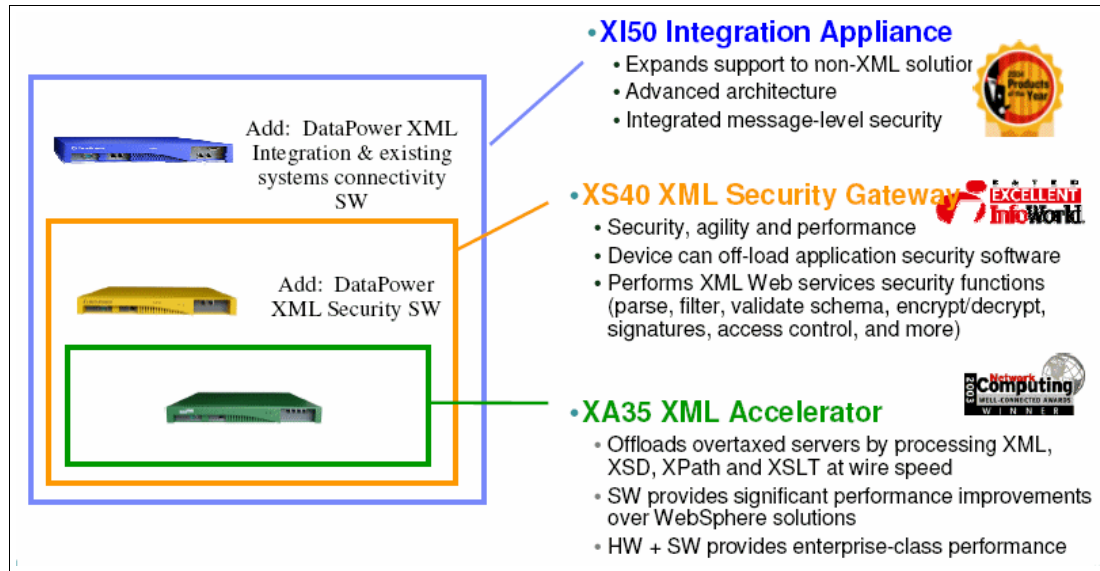 • XI50 Integration Appliance
• Expands support to non-XML solution
• Advanced architecture
• Integrated message-level security
2004
Products
of the
Year
Add: DataPower XML
Integration & existing
systems connectivity
SW
• XS40 XML Security Gateway
RATED
EXCELLENT
InfoWorld.
• Security, agility and performance
• Device can off-load application security software
• Performs XML Web services security functions
(parse, filter, validate schema, encrypt/decrypt,
signatures, access control, and more)
Add: DataPower
XML Security SW
2003
Network
Computing
WELL-CONNECTED AWARDS
WINNER
• XA35 XML Accelerator
• Offloads overtaxed servers by processing XML,
XSD, XPath and XSLT at wire speed
• SW provides significant performance improvements
over WebSphere solutions
• HW + SW provides enterprise-class performance